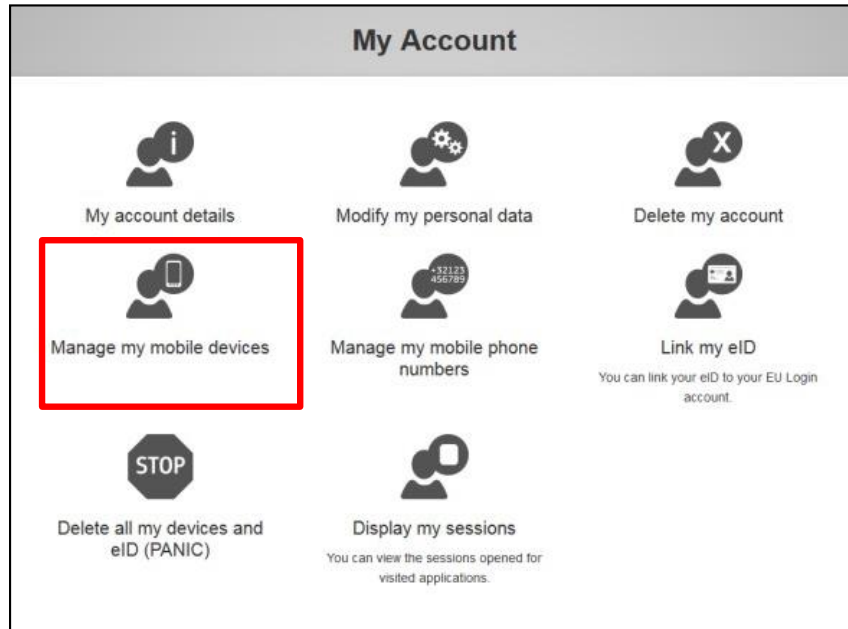 My Account
i
X
My account details
Modify my personal data
Delete my account
+32123
456789
Manage my mobile devices
Manage my mobile phone
numbers
Link my eID
You can link your eID to your EU Login
account.
STOP
Delete all my devices and
eID (PANIC)
Display my sessions
You can view the sessions opened for
visited applications.